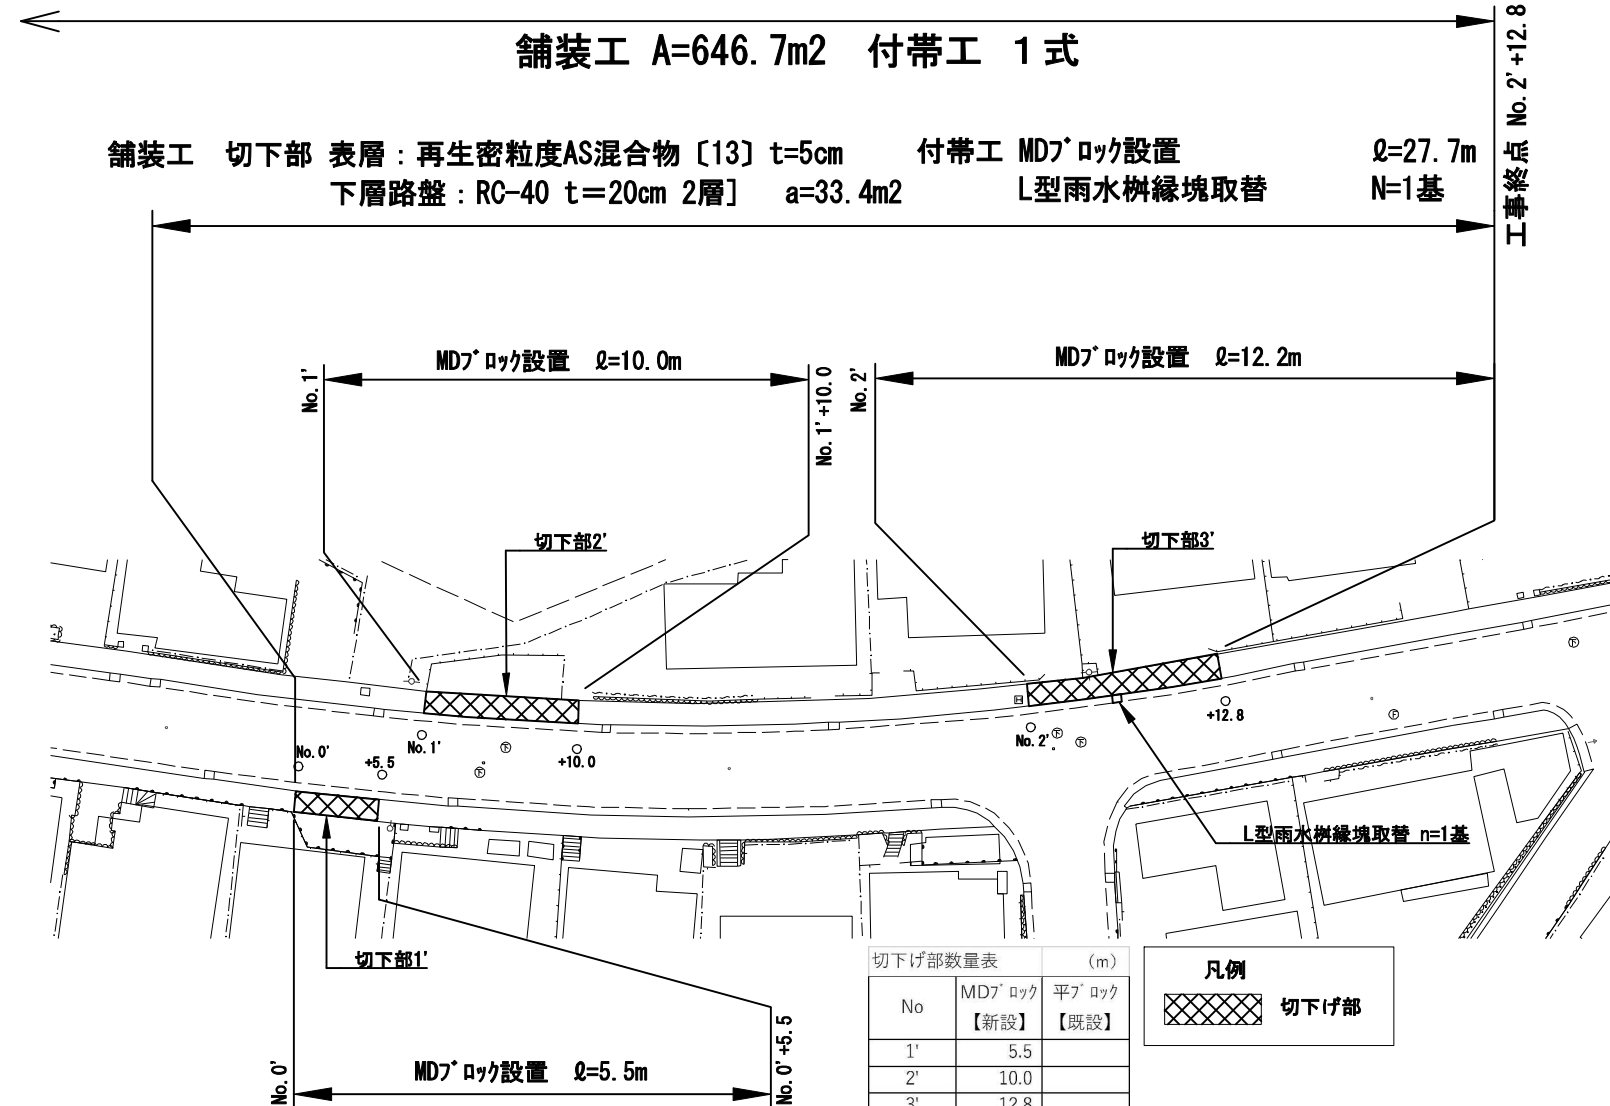 舗装工 A=646.7m2 付帯工 1式
工事終点 No.2'+12.8
舗装工 切下部 表層：再生密粒度AS混合物〔13〕t=5cm
下層路盤：RC-40 t＝20cm 2層] a=33.4m2
付帯工 MDﾌﾞﾛｯｸ設置 ℓ=27.7m
L型雨水桝縁塊取替 N=1基
No.1'
MDﾌﾞﾛｯｸ設置 ℓ=10.0m
No.1'+10.0
No.2'
MDﾌﾞﾛｯｸ設置 ℓ=12.2m
切下部2'
切下部3'
No.0'
+5.5
No.1'
下
下
+10.0
No.2'
下
下
+12.8
下
下
L型雨水桝縁塊取替 n=1基
切下部1'
No.0'
MDﾌﾞﾛｯｸ設置 ℓ=5.5m
No.0'+5.5
切下げ部数量表 (m)
No MDﾌﾞﾛｯｸ【新設】 平ﾌﾞﾛｯｸ【既設】
1' 5.5
2' 10.0
3' 12.8
凡例
切下げ部